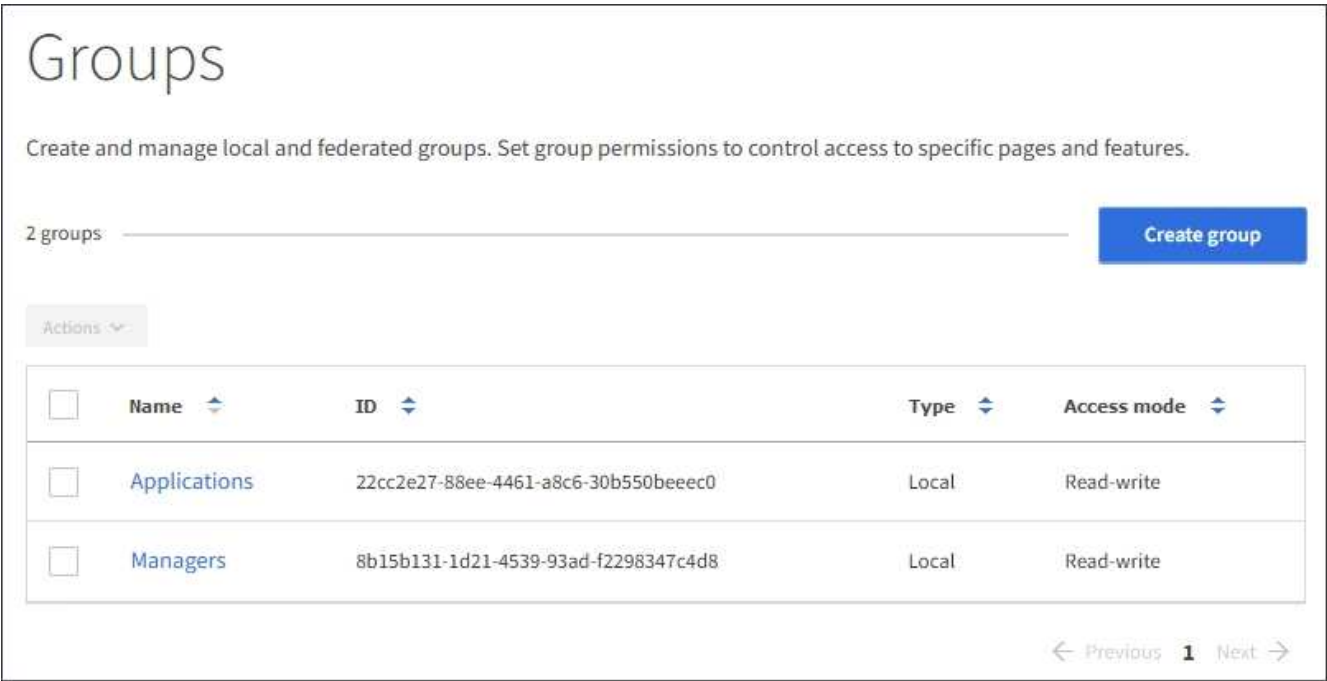 Groups
Create and manage local and federated groups. Set group permissions to control access to specific pages and features.
2 groups
Create group
Actions
Name ID Type Access mode
Applications 22cc2e27-88ee-4461-a8c6-30b550beeec0 Local Read-write
Managers 8b15b131-1d21-4539-93ad-f2298347c4d8 Local Read-write
← Previous 1 Next →